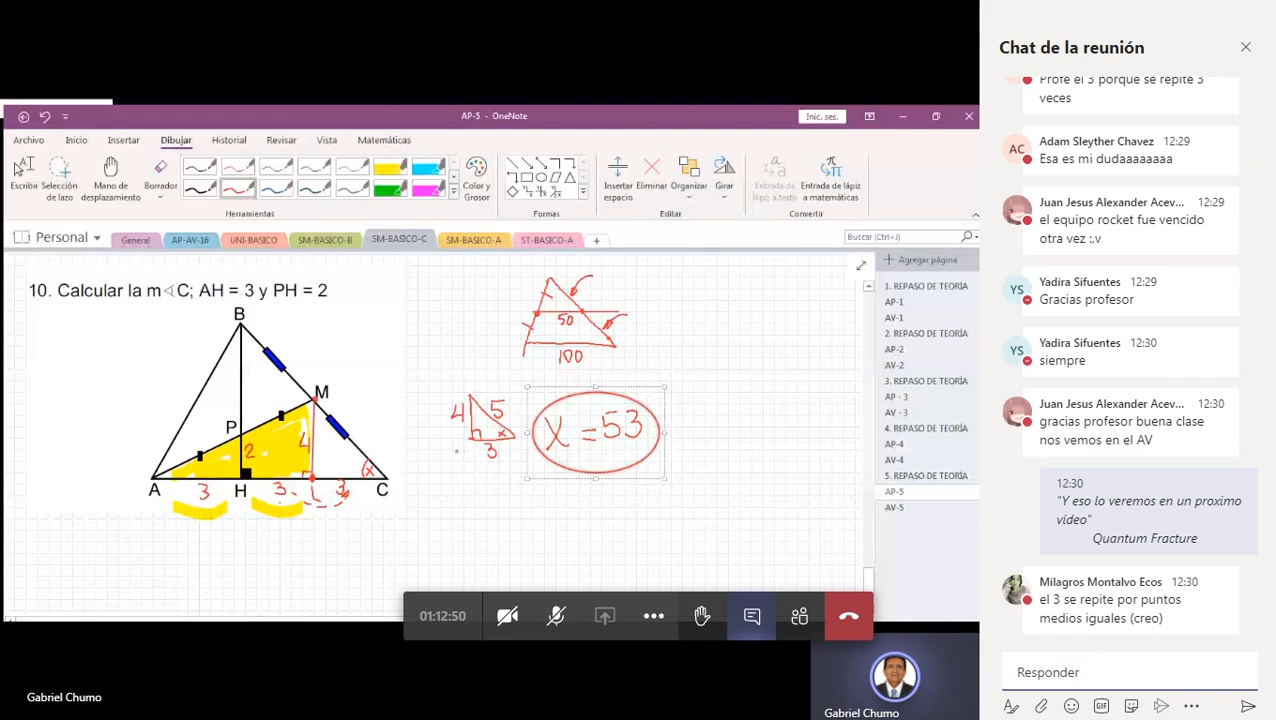 Chat de la reunión
Profe el 3 porque se repite 3
veces
Adam Sleyther Chavez 12:29
AC
Esa es mi dudaaaaaaa
Juan Jesus Alexander Acev... 12:29
el equipo rocket fue vencido
otra vez :,v
Yadira Sifuentes 12:29
YS
Gracias profesor
Yadira Sifuentes 12:30
YS
siempre
Juan Jesus Alexander Acev... 12:30
gracias profesor buena clase
nos vemos en el AV
12:30
"Y eso lo veremos en un proximo
vídeo"
Quantum Fracture
Milagros Montalvo Ecos 12:30
el 3 se repite por puntos
medios iguales (creo)
Responder
AP-5 - OneNote
Inic. ses.
Archivo Inicio Insertar Dibujar Historial Revisar Vista Matemáticas
Escribir
Selección de lazo
Mano de desplazamiento
Borrador
Color y Grosor
Insertar espacio
Eliminar
Organizar
Girar
Entrada de lápiz a texto
Entrada de lápiz a matemáticas
Herramientas Formas Editar Convertir
Personal
General AP-AV-16 UNI-BASICO SM-BASICO-B SM-BASICO-C SM-BASICO-A ST-BASICO-A
Buscar (Ctrl+J)
Agregar página
1. REPASO DE TEORÍA
AP-1
AV-1
2. REPASO DE TEORÍA
AP-2
AV-2
3. REPASO DE TEORÍA
AP - 3
AV - 3
4. REPASO DE TEORÍA
AP-4
AV-4
5. REPASO DE TEORÍA
AP-5
AV-5
10. Calcular la m∢C; AH = 3 y PH = 2
B
M
P
2
4
x
A
H
C
3
3
3
50
100
4
5
x
3
X = 53
01:12:50
Gabriel Chumo
Gabriel Chumo